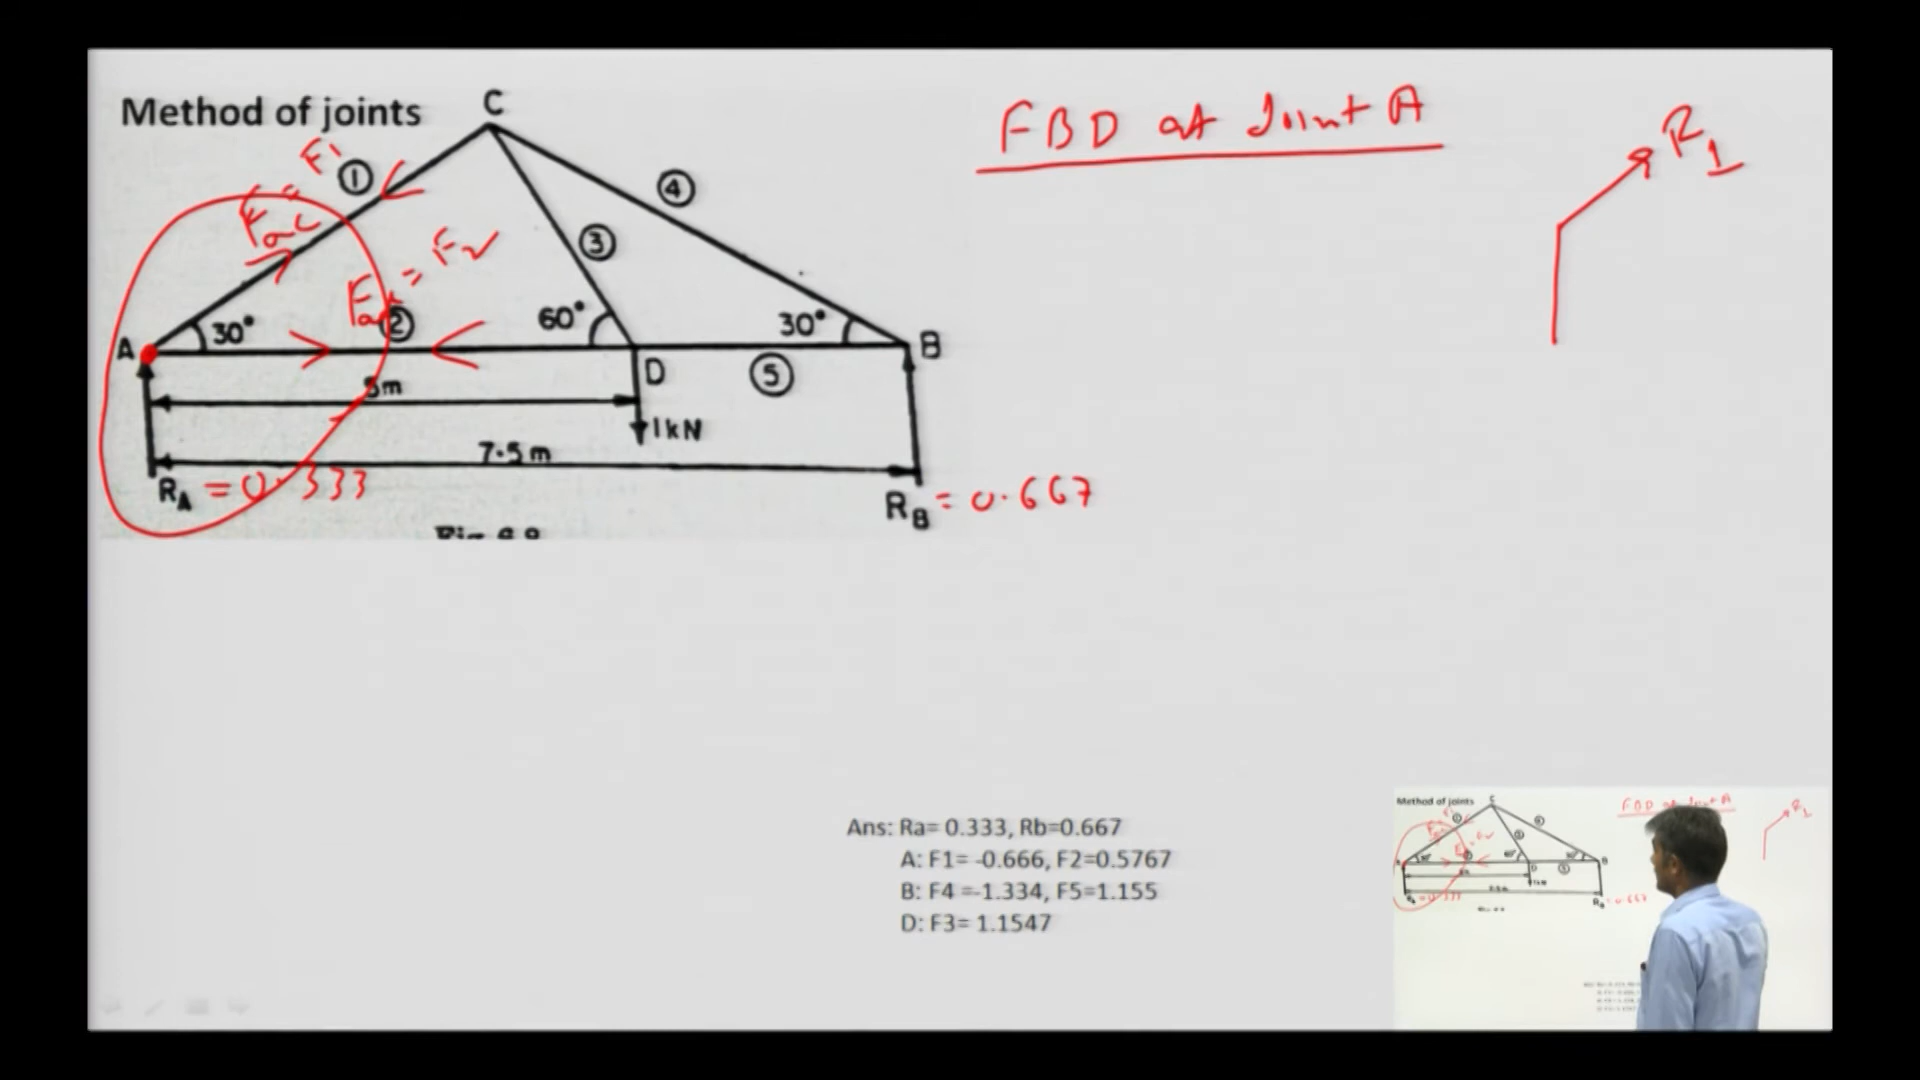 Method of joints
C
FBD at Joint A
F1
1
4
R1
Fac =
3
= F2
2
30°
60°
30°
A
B
D
5
5m
1kN
7.5m
RA = 0.333
RB = 0.667
Ans: Ra= 0.333, Rb=0.667
A: F1= -0.666, F2=0.5767
B: F4 =-1.334, F5=1.155
D: F3= 1.1547